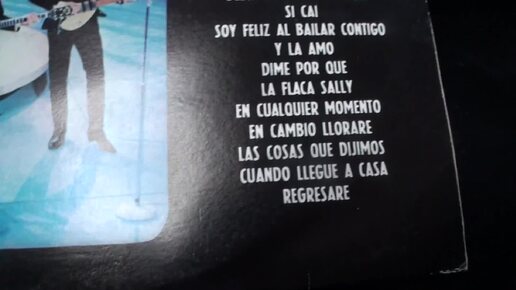 SI CAI
SOY FELIZ AL BAILAR CONTIGO
Y LA AMO
DIME POR QUE
LA FLACA SALLY
EN CUALQUIER MOMENTO
EN CAMBIO LLORARE
LAS COSAS QUE DIJIMOS
CUANDO LLEGUE A CASA
REGRESARE